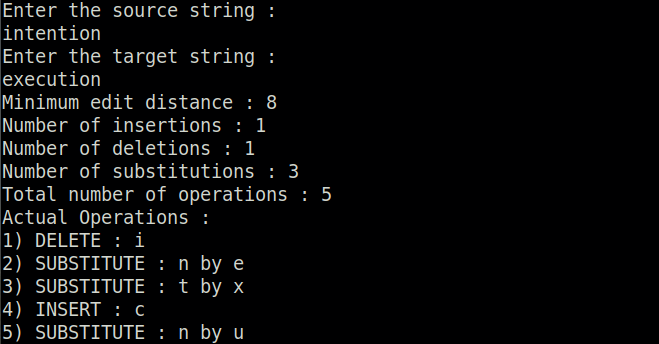 Enter the source string :
intention
Enter the target string :
execution
Minimum edit distance : 8
Number of insertions : 1
Number of deletions : 1
Number of substitutions : 3
Total number of operations : 5
Actual Operations :
1) DELETE : i
2) SUBSTITUTE : n by e
3) SUBSTITUTE : t by x
4) INSERT : c
5) SUBSTITUTE : n by u